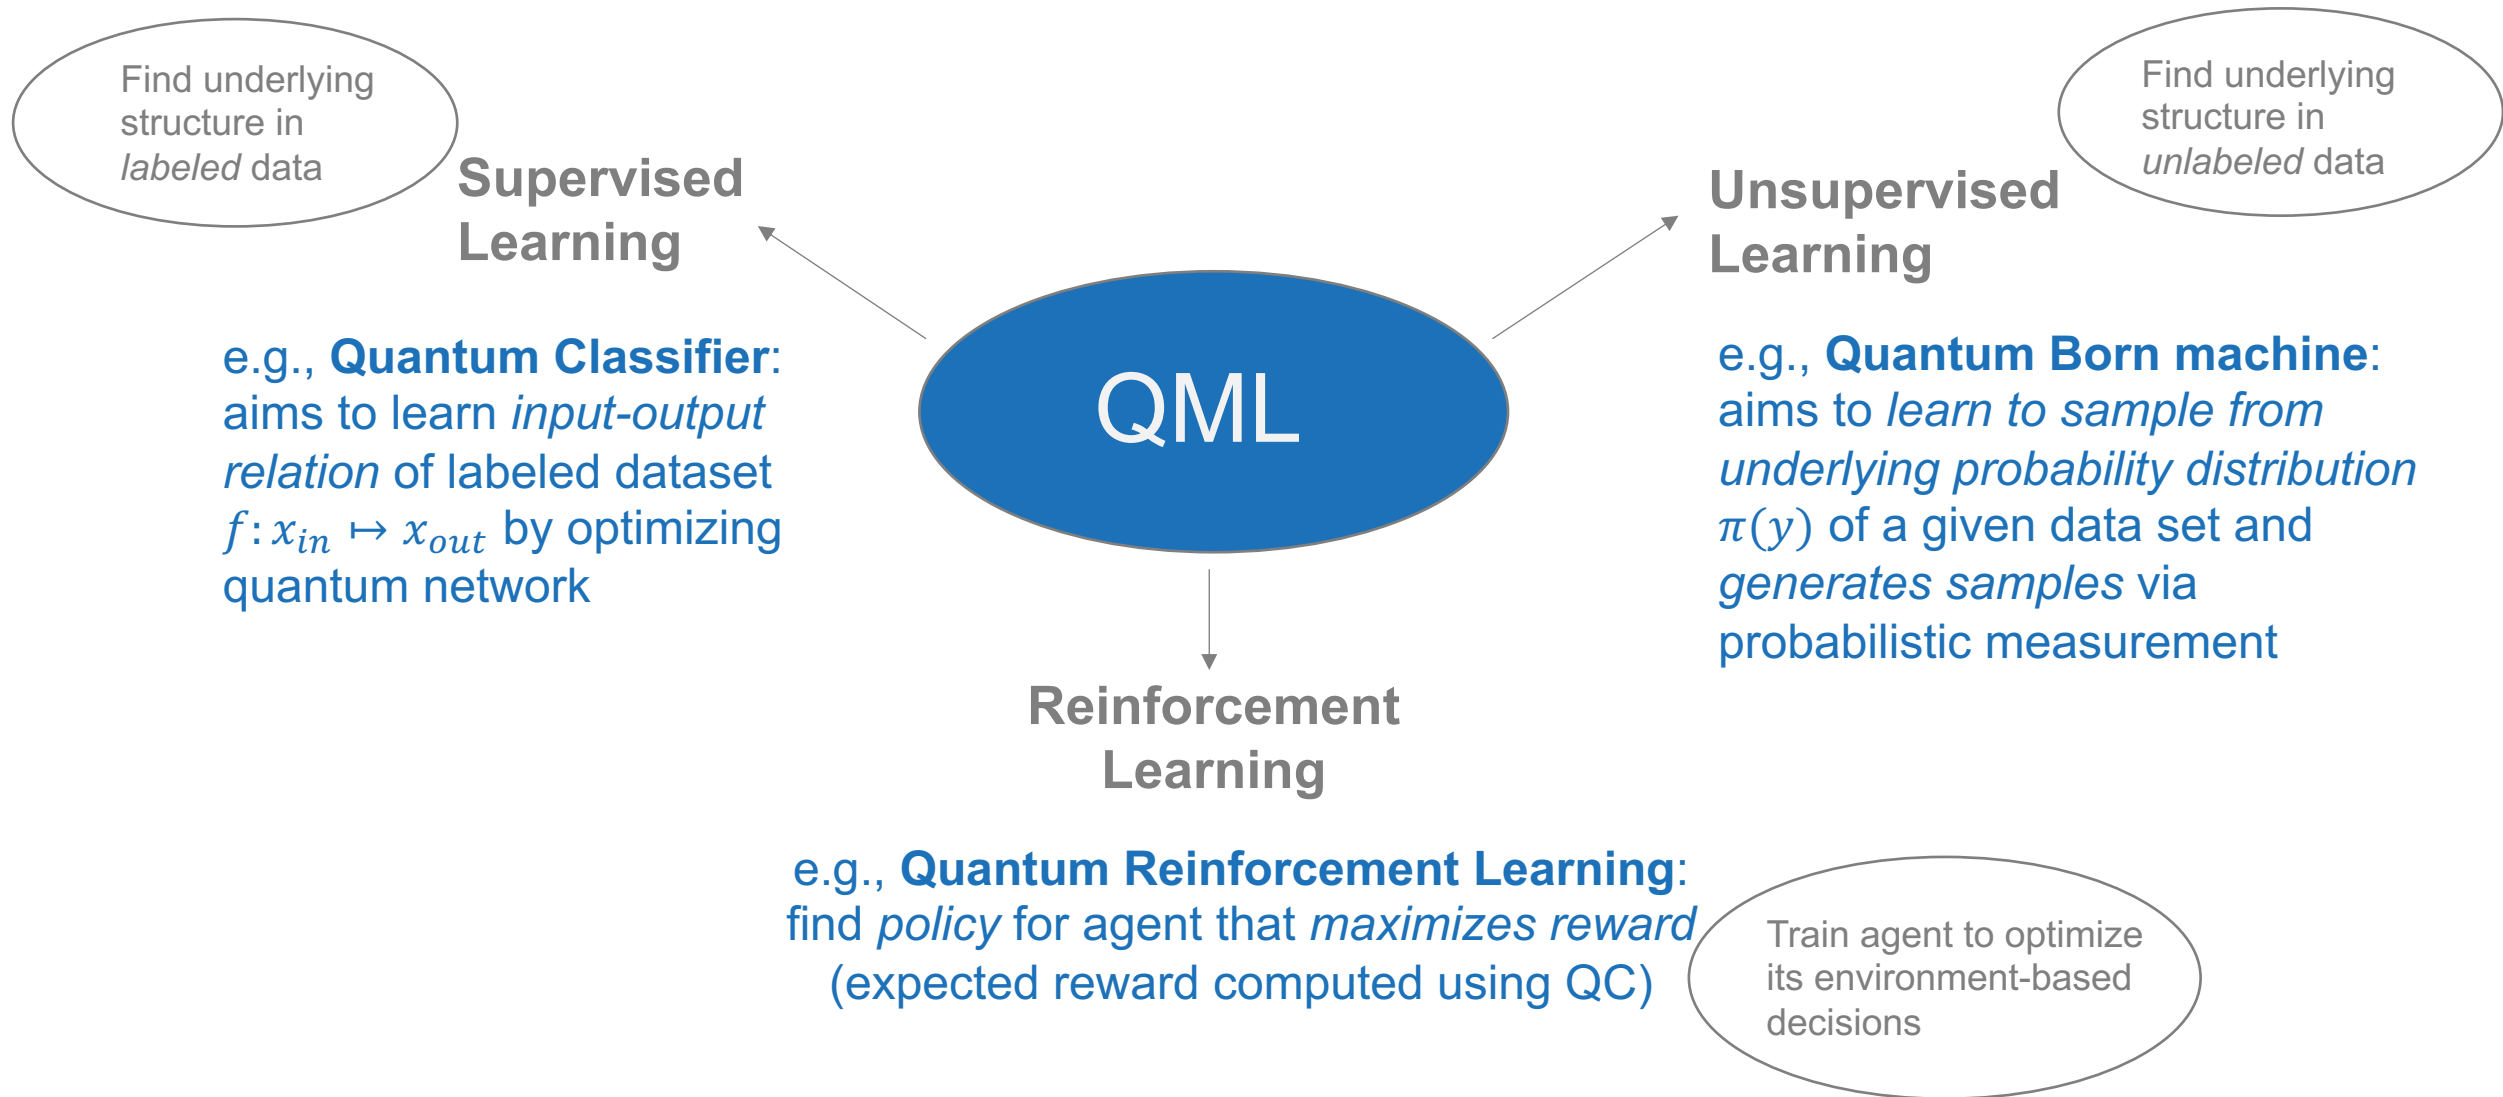 Find underlying
structure in
labeled data
Supervised
Learning
e.g., Quantum Classifier:
aims to learn input-output
relation of labeled dataset
f: x_in ↦ x_out by optimizing
quantum network
QML
Find underlying
structure in
unlabeled data
Unsupervised
Learning
e.g., Quantum Born machine:
aims to learn to sample from
underlying probability distribution
π(y) of a given data set and
generates samples via
probabilistic measurement
Reinforcement
Learning
e.g., Quantum Reinforcement Learning:
find policy for agent that maximizes reward
(expected reward computed using QC)
Train agent to optimize
its environment-based
decisions